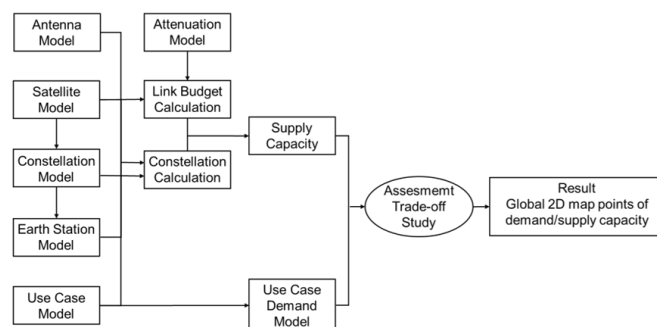 Antenna
Model
Attenuation
Model
Satellite
Model
Link Budget
Calculation
Supply
Capacity
Constellation
Model
Constellation
Calculation
Assesment
Trade-off
Study
Result
Global 2D map points of
demand/supply capacity
Earth Station
Model
Use Case
Model
Use Case
Demand
Model